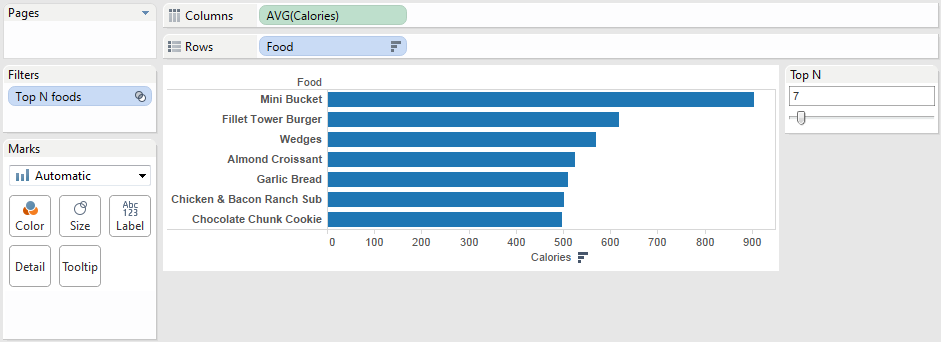 Pages
Columns
AVG(Calories)
Rows
Food
Filters
Top N foods
Marks
Automatic
Color
Size
Abc
123
Label
Detail
Tooltip
Food
Mini Bucket
Fillet Tower Burger
Wedges
Almond Croissant
Garlic Bread
Chicken & Bacon Ranch Sub
Chocolate Chunk Cookie
0 100 200 300 400 500 600 700 800 900
Calories
Top N
7